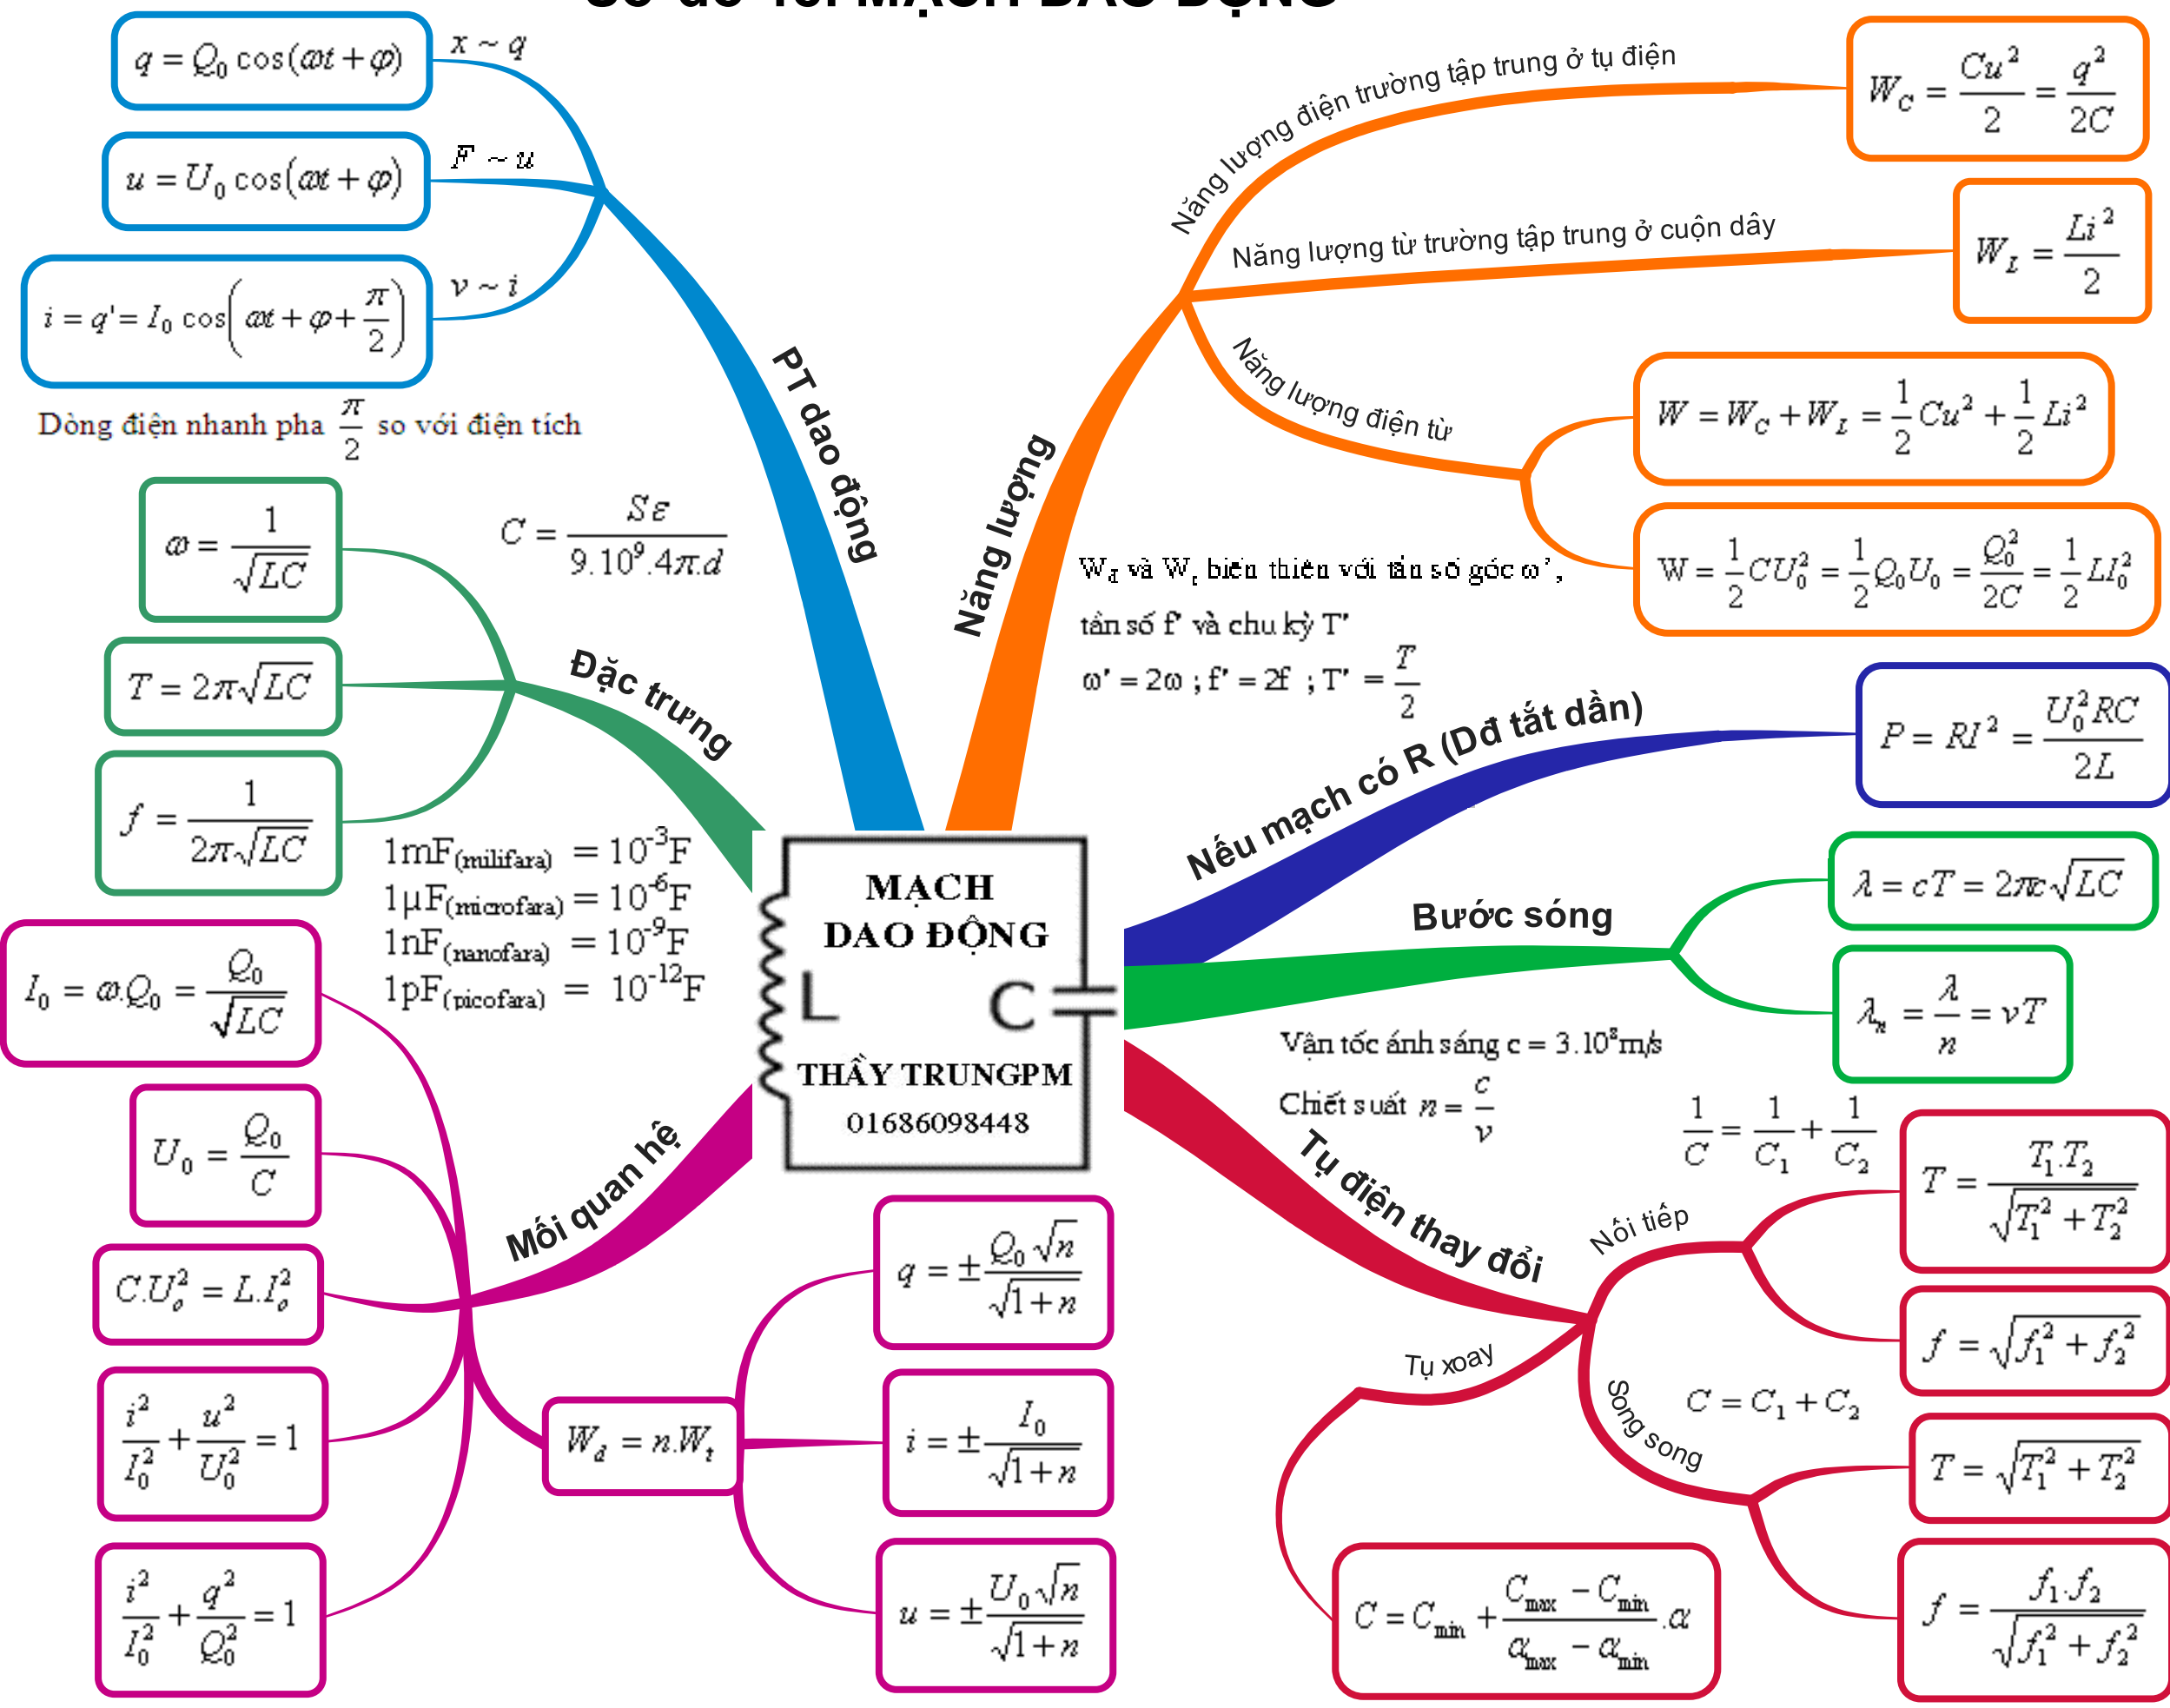 MẠCH DAO ĐỘNG
q = Q₀ cos(ωt + φ)
x ~ q
u = U₀ cos(ωt + φ)
F ~ u
i = q' = I₀ cos(ωt + φ + π/2)
v ~ i
Dòng điện nhanh pha π/2 so với điện tích
PT dao động
ω = 1/√(LC)
C = Sε/(9.10⁹.4π.d)
T = 2π√(LC)
f = 1/(2π√(LC))
Đặc trưng
1mF(milifara) = 10⁻³F
1μF(microfara) = 10⁻⁶F
1nF(nanofara) = 10⁻⁹F
1pF(picofara) = 10⁻¹²F
I₀ = ω.Q₀ = Q₀/√(LC)
U₀ = Q₀/C
C.Uₒ² = L.Iₒ²
i²/I₀² + u²/U₀² = 1
i²/I₀² + q²/Q₀² = 1
Mối quan hệ
W_d = n.W_t
q = ±Q₀√n/√(1+n)
i = ±I₀/√(1+n)
u = ±U₀√n/√(1+n)
MẠCH
DAO ĐỘNG
L
C
THẦY TRUNGPM
01686098448
Năng lượng
Năng lượng điện trường tập trung ở tụ điện
W_C = Cu²/2 = q²/2C
Năng lượng từ trường tập trung ở cuộn dây
W_L = Li²/2
Năng lượng điện từ
W = W_C + W_L = 1/2 Cu² + 1/2 Li²
W = 1/2 CU₀² = 1/2 Q₀U₀ = Q₀²/2C = 1/2 LI₀²
W_đ và W_t biến thiên với tần số góc ω',
tần số f' và chu kỳ T'
ω' = 2ω ; f' = 2f ; T' = T/2
Nếu mạch có R (Dđ tắt dần)
P = RI² = U₀²RC/2L
Bước sóng
λ = cT = 2πc√(LC)
λₙ = λ/n = vT
Vận tốc ánh sáng c = 3.10⁸m/s
Chiết suất n = c/v
Tụ điện thay đổi
Nối tiếp
1/C = 1/C₁ + 1/C₂
T = T₁.T₂/√(T₁² + T₂²)
f = √(f₁² + f₂²)
Song song
C = C₁ + C₂
T = √(T₁² + T₂²)
f = f₁.f₂/√(f₁² + f₂²)
Tụ xoay
C = C_min + (C_max − C_min)/(α_max − α_min).α